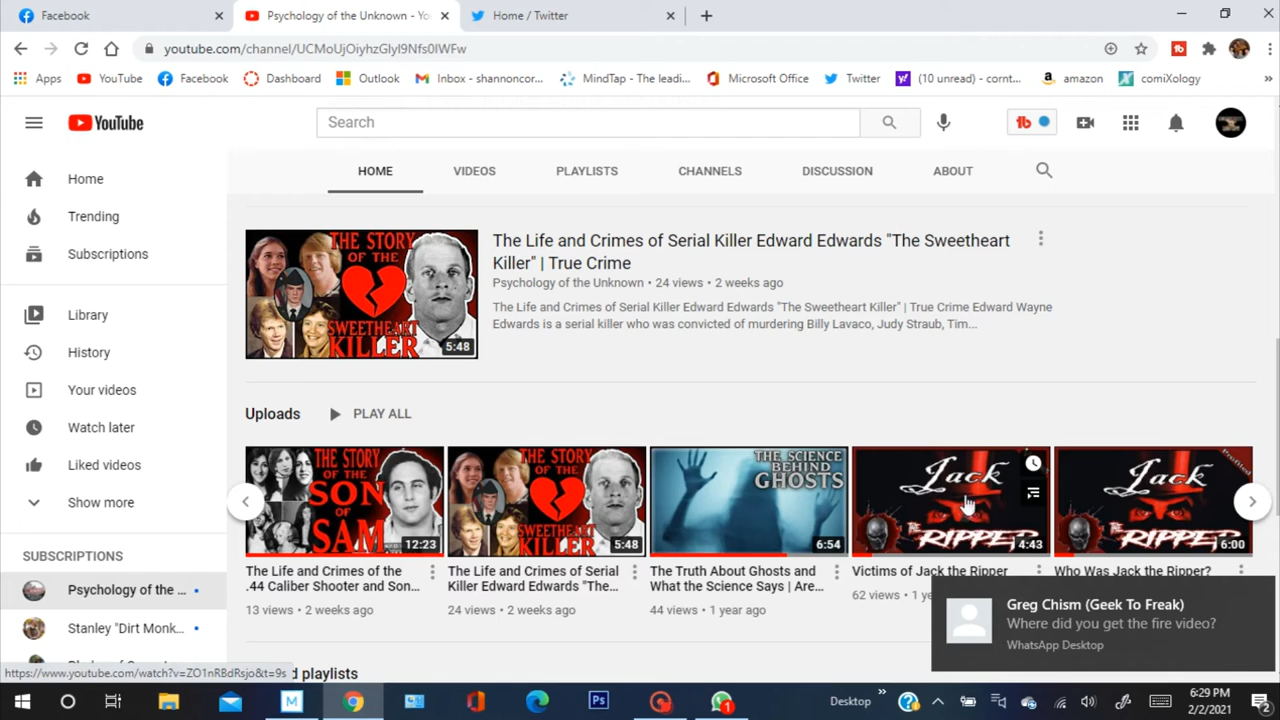 Facebook
Psychology of the Unknown - Yo
Home / Twitter
youtube.com/channel/UCMoUjOiyhzGlyI9Nfs0IWFw
Apps
YouTube
Facebook
Dashboard
Outlook
Inbox - shannoncor...
MindTap - The leadi...
Microsoft Office
Twitter
(10 unread) - cornt...
amazon
comiXology
YouTube
Search
HOME
VIDEOS
PLAYLISTS
CHANNELS
DISCUSSION
ABOUT
Home
Trending
Subscriptions
Library
History
Your videos
Watch later
Liked videos
Show more
SUBSCRIPTIONS
Psychology of the ...
Stanley "Dirt Monk...
https://www.youtube.com/watch?v=ZO1nRBdRsjo&t=9s
THE STORY
OF THE
SWEETHEART
KILLER
5:48
The Life and Crimes of Serial Killer Edward Edwards "The Sweetheart
Killer" | True Crime
Psychology of the Unknown • 24 views • 2 weeks ago
The Life and Crimes of Serial Killer Edward Edwards "The Sweetheart Killer" | True Crime Edward Wayne
Edwards is a serial killer who was convicted of murdering Billy Lavaco, Judy Straub, Tim...
Uploads
PLAY ALL
THE STORY
OF THE
SON
OF
SAM
12:23
The Life and Crimes of the
.44 Caliber Shooter and Son...
13 views • 2 weeks ago
THE STORY
OF THE
SWEETHEART
KILLER
5:48
The Life and Crimes of Serial
Killer Edward Edwards "The...
24 views • 2 weeks ago
THE SCIENCE
BEHIND
GHOSTS
6:54
The Truth About Ghosts and
What the Science Says | Are...
44 views • 1 year ago
Jack
THE
RIPPER
4:43
Victims of Jack the Ripper
62 views • 1 ye
Jack
THE
RIPPER
Profiled
6:00
Who Was Jack the Ripper?
d playlists
Greg Chism (Geek To Freak)
Where did you get the fire video?
WhatsApp Desktop
Desktop
6:29 PM
2/2/2021